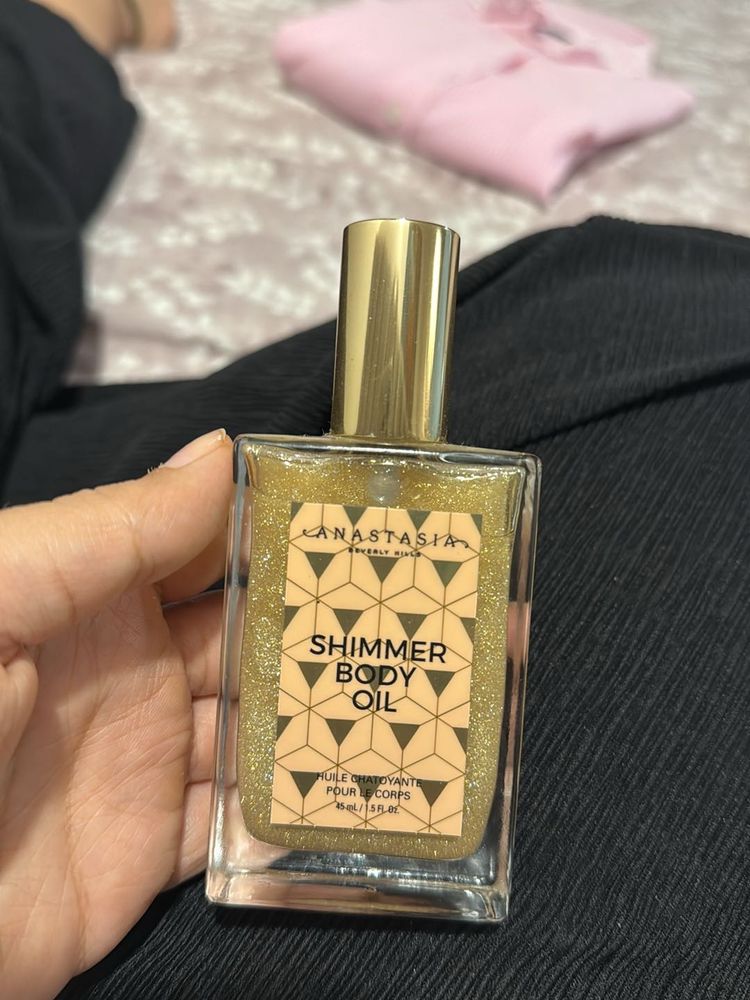 ANASTASIA
BEVERLY HILLS
SHIMMER
BODY
OIL
HUILE CHATOYANTE
POUR LE CORPS
45 mL / 1.5 Fl. Oz.